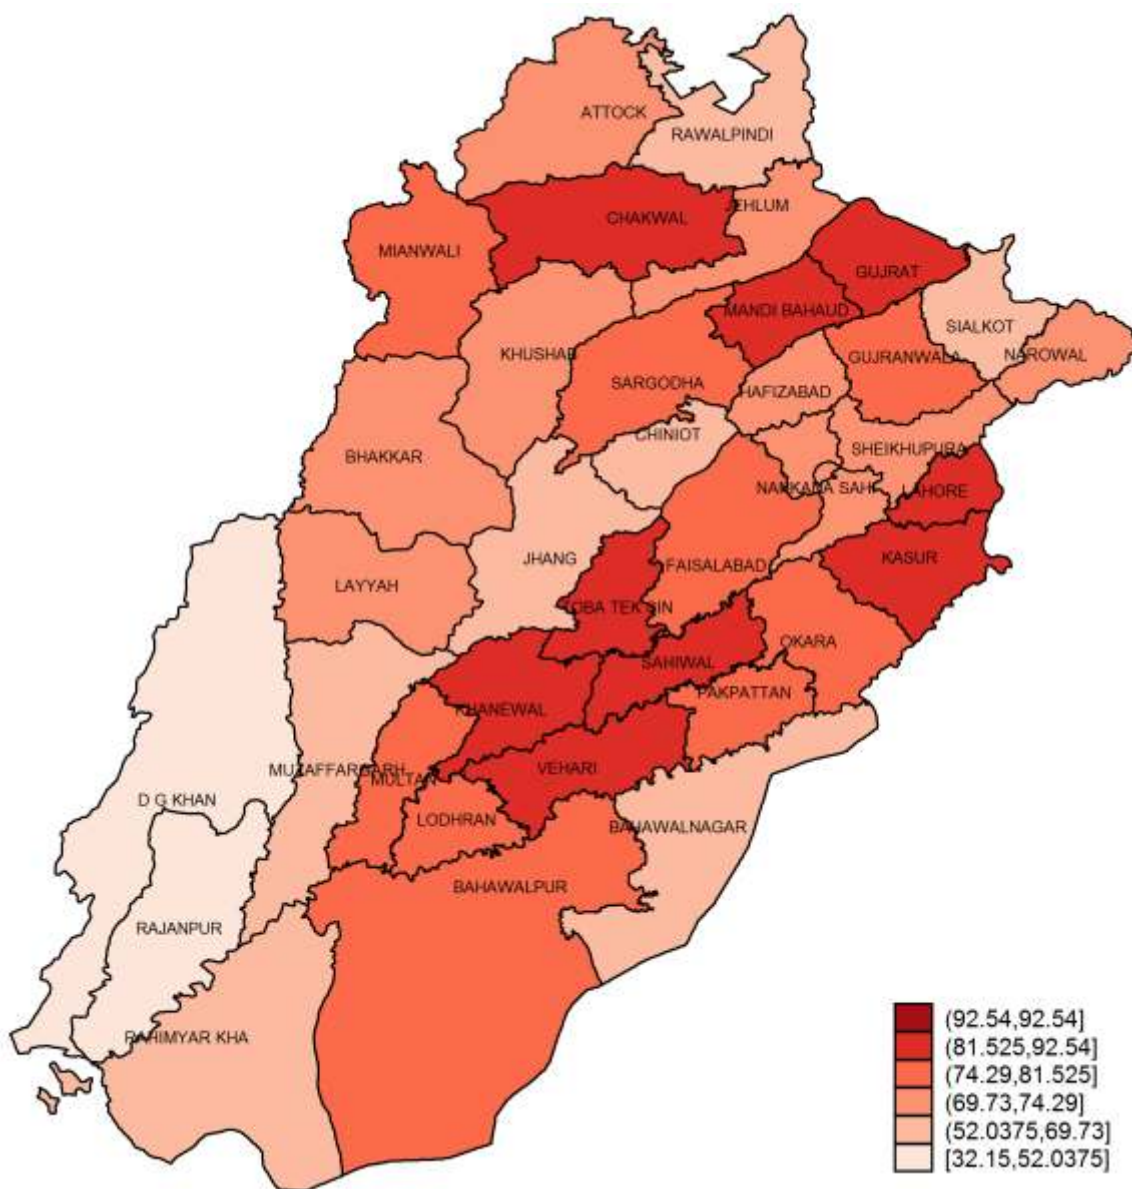 ATTOCK
RAWALPINDI
JEHLUM
CHAKWAL
MIANWALI
GUJRAT
MANDI BAHAUD
SIALKOT
KHUSHAB
GUJRANWALA
NAROWAL
SARGODHA
HAFIZABAD
CHINIOT
SHEIKHUPURA
BHAKKAR
NANKANA SAHI
LAHORE
JHANG
KASUR
FAISALABAD
LAYYAH
TOBA TEK SIN
OKARA
SAHIWAL
PAKPATTAN
KHANEWAL
MUZAFFARGARH
MULTAN
VEHARI
D G KHAN
LODHRAN
BAHAWALNAGAR
BAHAWALPUR
RAJANPUR
RAHIMYAR KHA
(92.54,92.54]
(81.525,92.54]
(74.29,81.525]
(69.73,74.29]
(52.0375,69.73]
[32.15,52.0375]